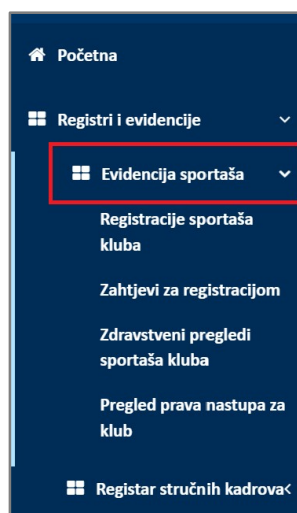 Početna
Registri i evidencije
Evidencija sportaša
Registracije sportaša
kluba
Zahtjevi za registracijom
Zdravstveni pregledi
sportaša kluba
Pregled prava nastupa za
klub
Registar stručnih kadrova